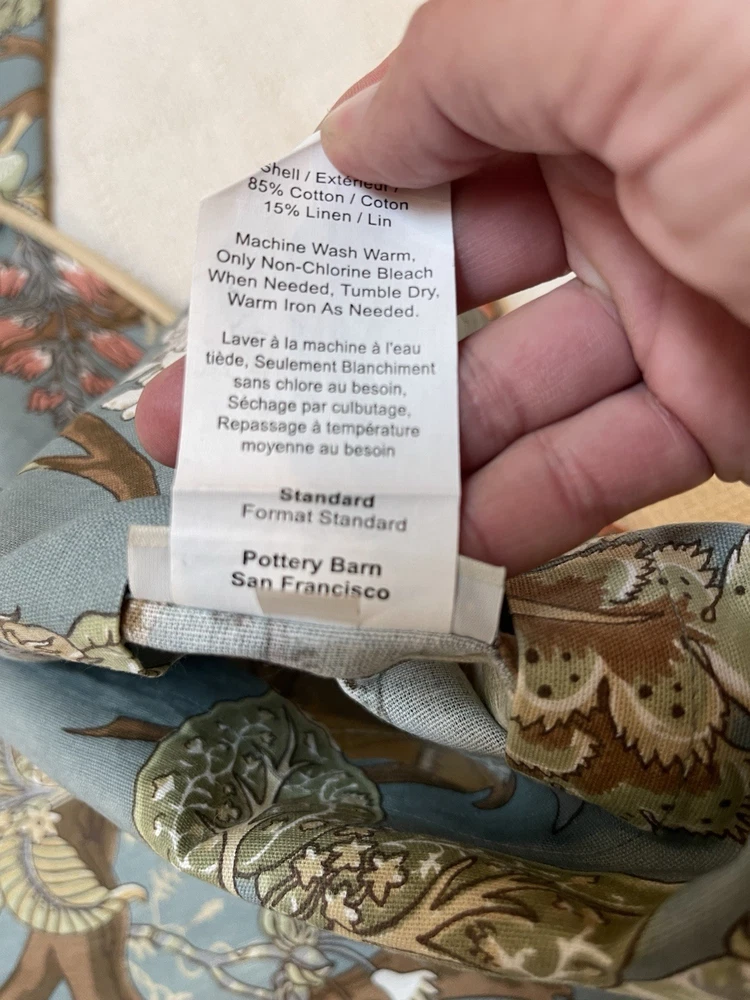 Shell / Extérieur /
85% Cotton / Coton
15% Linen / Lin
Machine Wash Warm,
Only Non-Chlorine Bleach
When Needed, Tumble Dry,
Warm Iron As Needed.
Laver à la machine à l'eau
tiède, Seulement Blanchiment
sans chlore au besoin,
Séchage par culbutage,
Repassage à température
moyenne au besoin
Standard
Format Standard
Pottery Barn
San Francisco